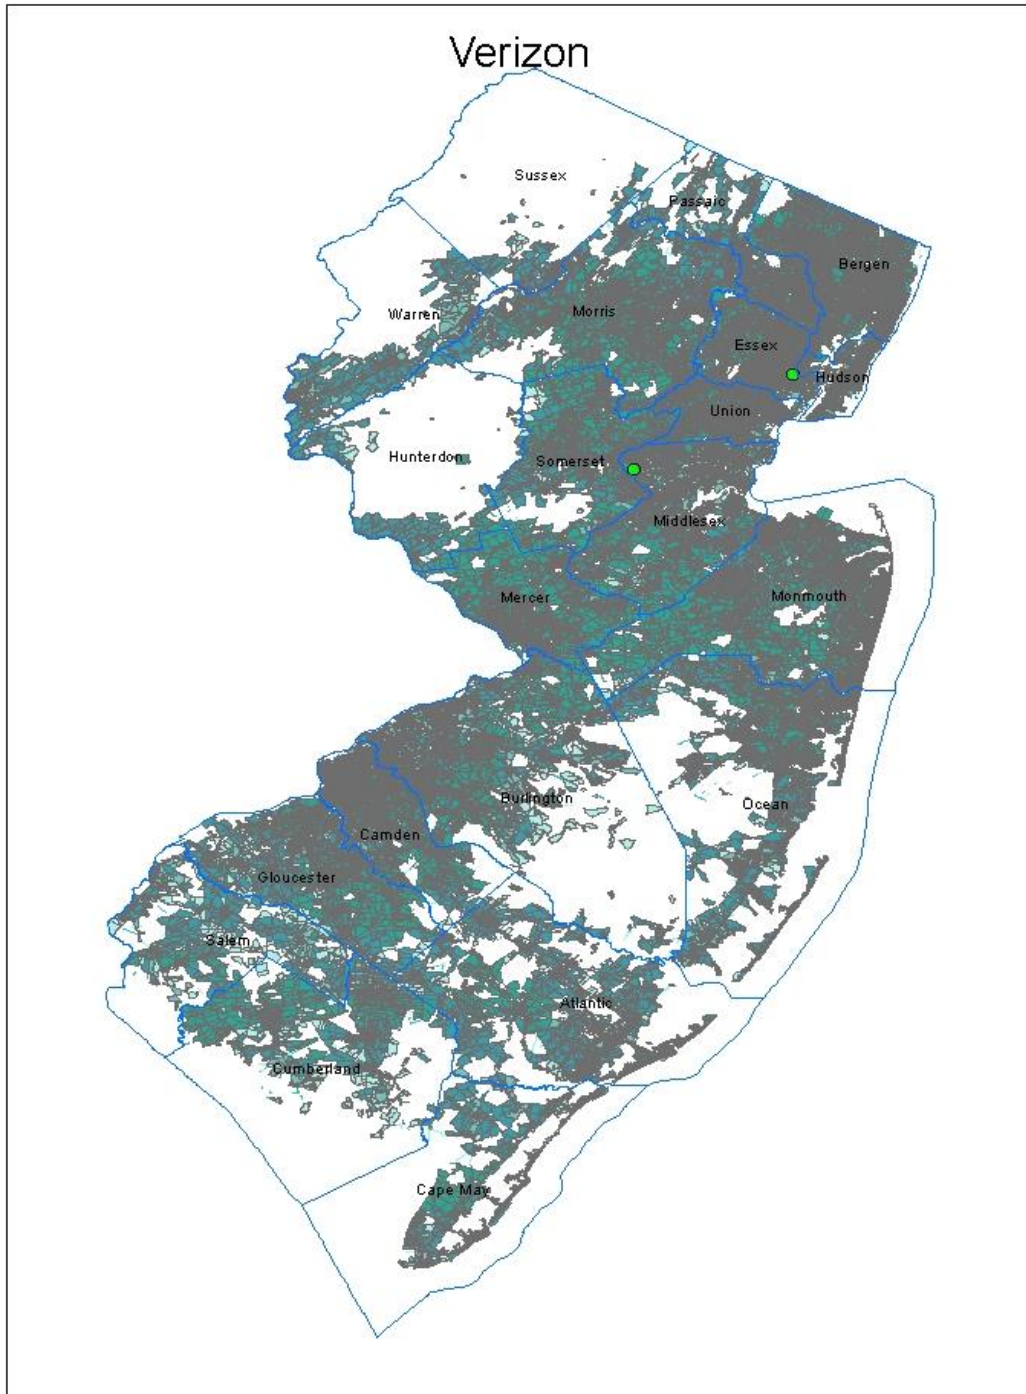 Verizon
Sussex
Passaic
Bergen
Warren
Morris
Essex
Hudson
Union
Hunterdon
Somerset
Middlesex
Mercer
Monmouth
Burlington
Ocean
Camden
Gloucester
Salem
Atlantic
Cumberland
Cape May